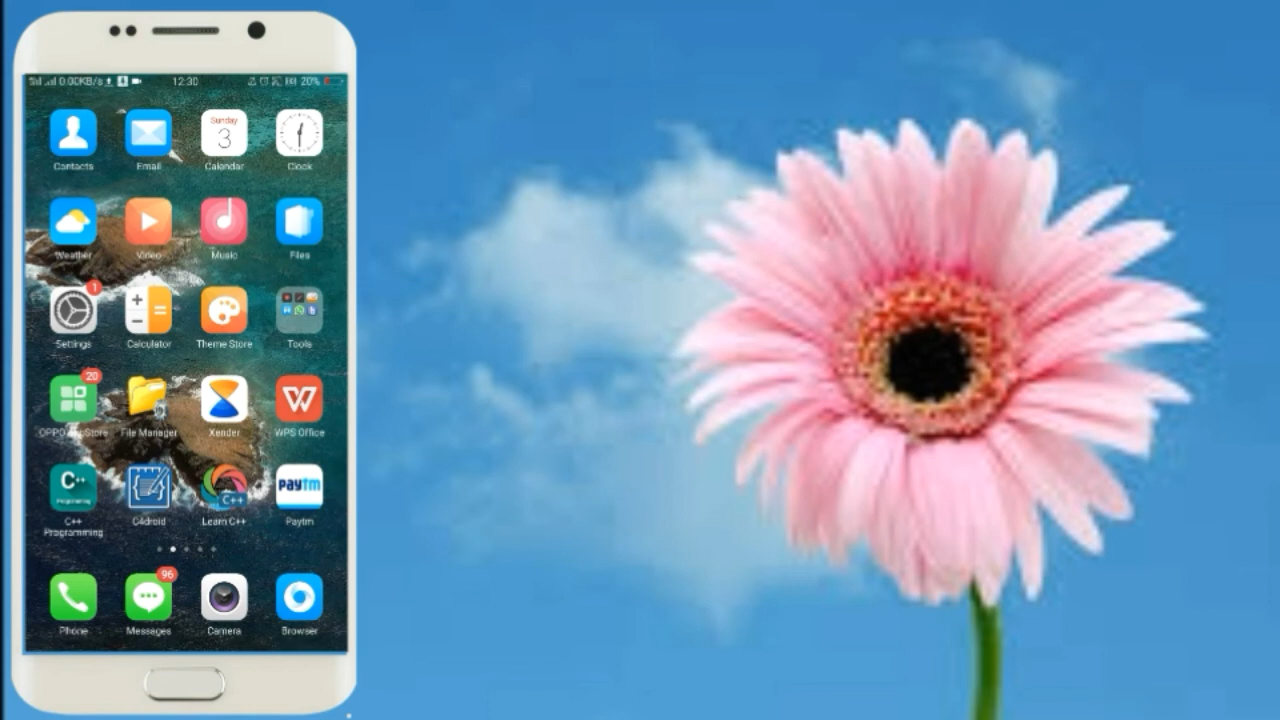 0.00KB/s 12:30 20%
Sunday
3
Contacts Email Calendar Clock
Weather Video Music Files
1
Settings Calculator Theme Store Tools
20
OPPO AppStore File Manager Xender WPS Office
C++
Programming
C++
Paytm
C++ Programming C4droid Learn C++ Paytm
96
Phone Messages Camera Browser